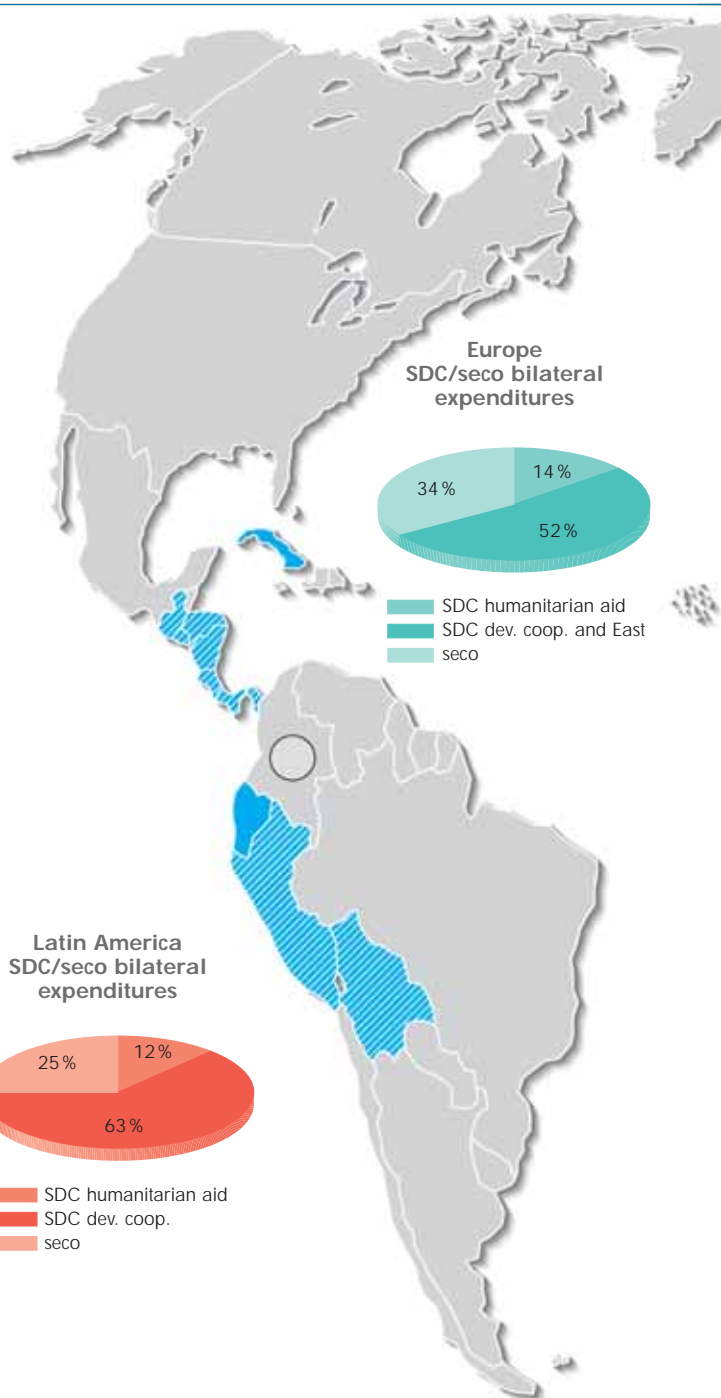 Europe
SDC/seco bilateral
expenditures
34 %
14 %
52 %
SDC humanitarian aid
SDC dev. coop. and East
seco
Latin America
SDC/seco bilateral
expenditures
25 %
12 %
63 %
SDC humanitarian aid
SDC dev. coop.
seco